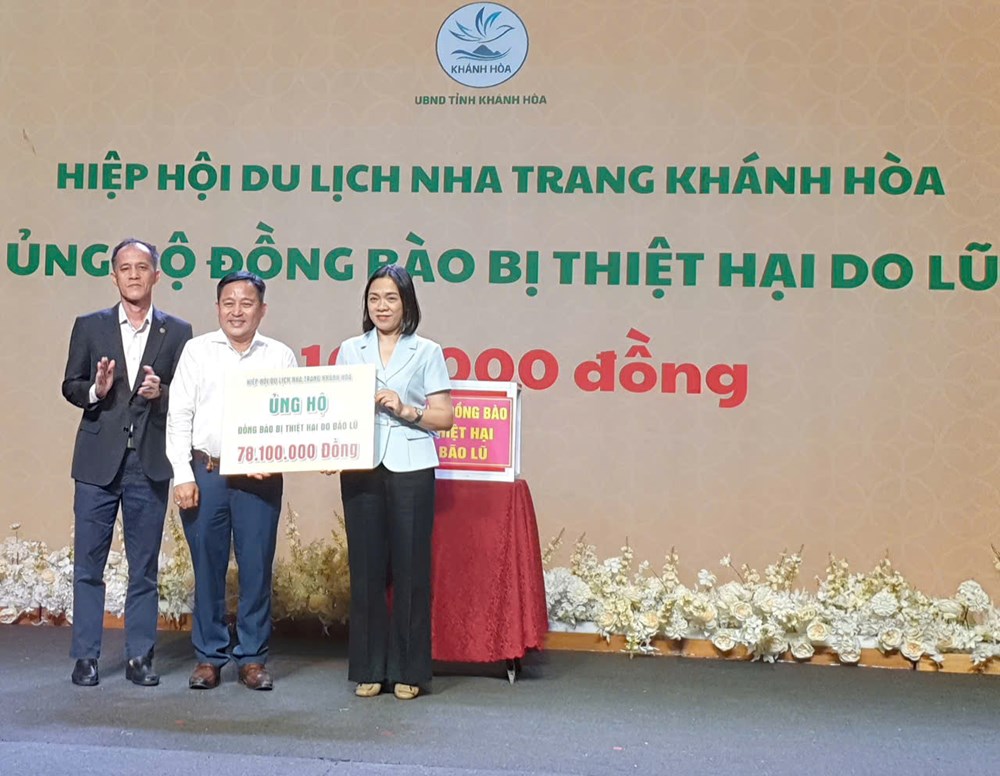 KHÁNH HÒA
UBND TỈNH KHÁNH HÒA
HIỆP HỘI DU LỊCH NHA TRANG KHÁNH HÒA
ỦNG HỘ ĐỒNG BÀO BỊ THIỆT HẠI DO LŨ
000 đồng
HIỆP HỘI DU LỊCH NHA TRANG KHÁNH HÒA
ỦNG HỘ
ĐỒNG BÀO BỊ THIỆT HẠI DO BÃO LŨ
78.100.000 Đồng
ĐỒNG BÀO
THIỆT HẠI
BÃO LŨ